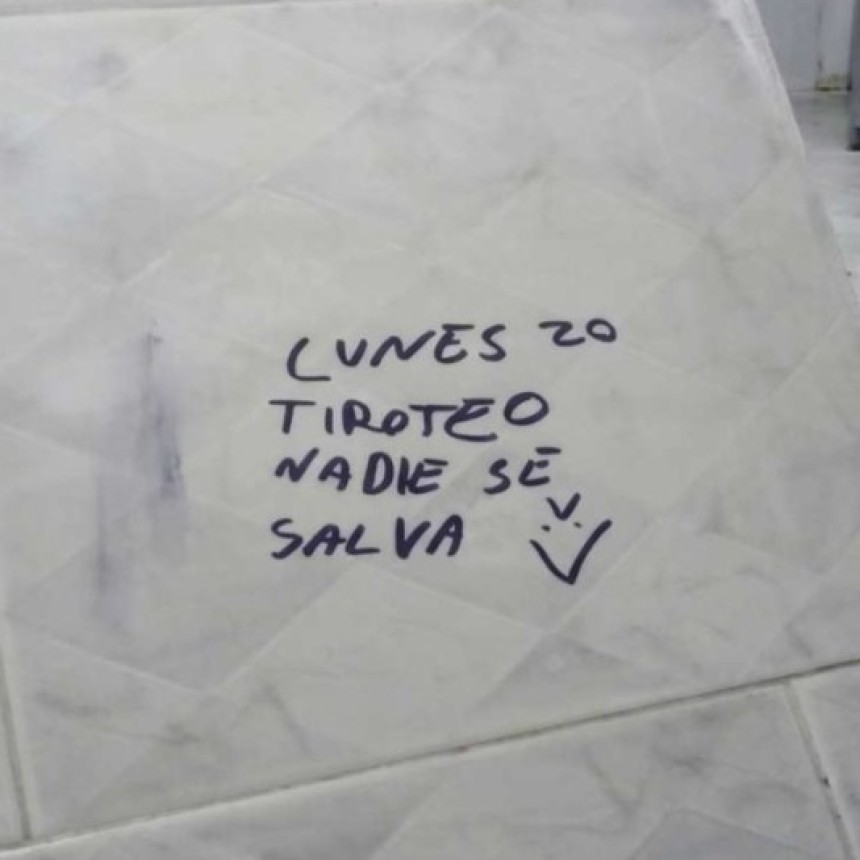 LUNES 20
TIROTEO
NADIE SE
SALVA